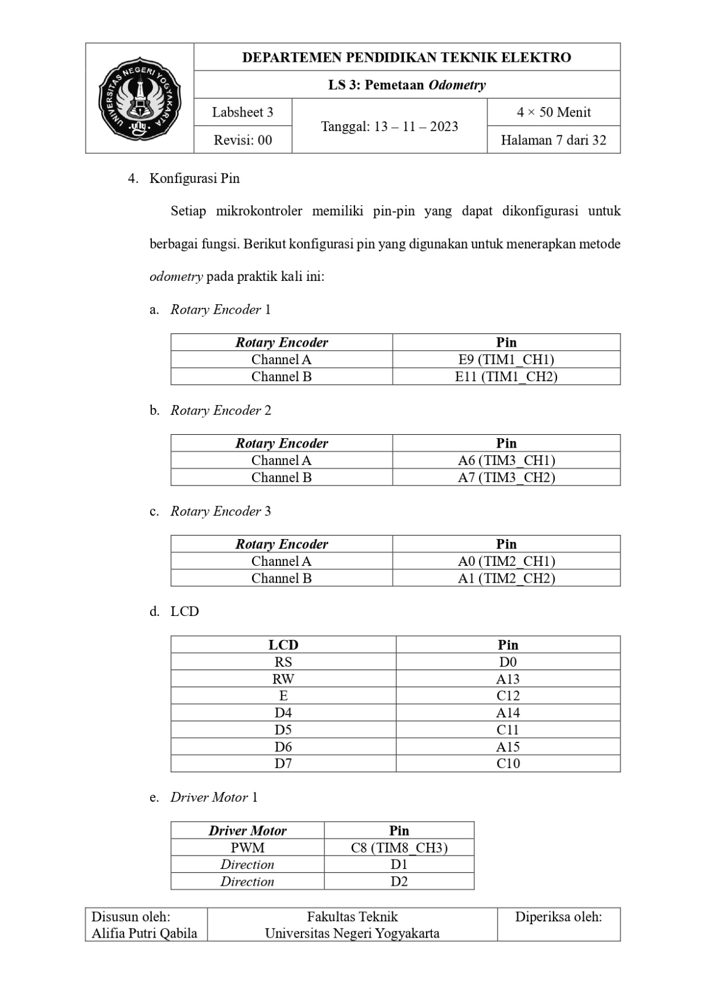 UNIVERSITAS NEGERI YOGYAKARTA
uny
DEPARTEMEN PENDIDIKAN TEKNIK ELEKTRO
LS 3: Pemetaan Odometry
Labsheet 3
Tanggal: 13 – 11 – 2023
4 × 50 Menit
Revisi: 00
Halaman 7 dari 32
4. Konfigurasi Pin
Setiap mikrokontroler memiliki pin-pin yang dapat dikonfigurasi untuk
berbagai fungsi. Berikut konfigurasi pin yang digunakan untuk menerapkan metode
odometry pada praktik kali ini:
a. Rotary Encoder 1
Rotary Encoder Pin
Channel A E9 (TIM1_CH1)
Channel B E11 (TIM1_CH2)
b. Rotary Encoder 2
Rotary Encoder Pin
Channel A A6 (TIM3_CH1)
Channel B A7 (TIM3_CH2)
c. Rotary Encoder 3
Rotary Encoder Pin
Channel A A0 (TIM2_CH1)
Channel B A1 (TIM2_CH2)
d. LCD
LCD Pin
RS D0
RW A13
E C12
D4 A14
D5 C11
D6 A15
D7 C10
e. Driver Motor 1
Driver Motor Pin
PWM C8 (TIM8_CH3)
Direction D1
Direction D2
Disusun oleh:
Alifia Putri Qabila
Fakultas Teknik
Universitas Negeri Yogyakarta
Diperiksa oleh: